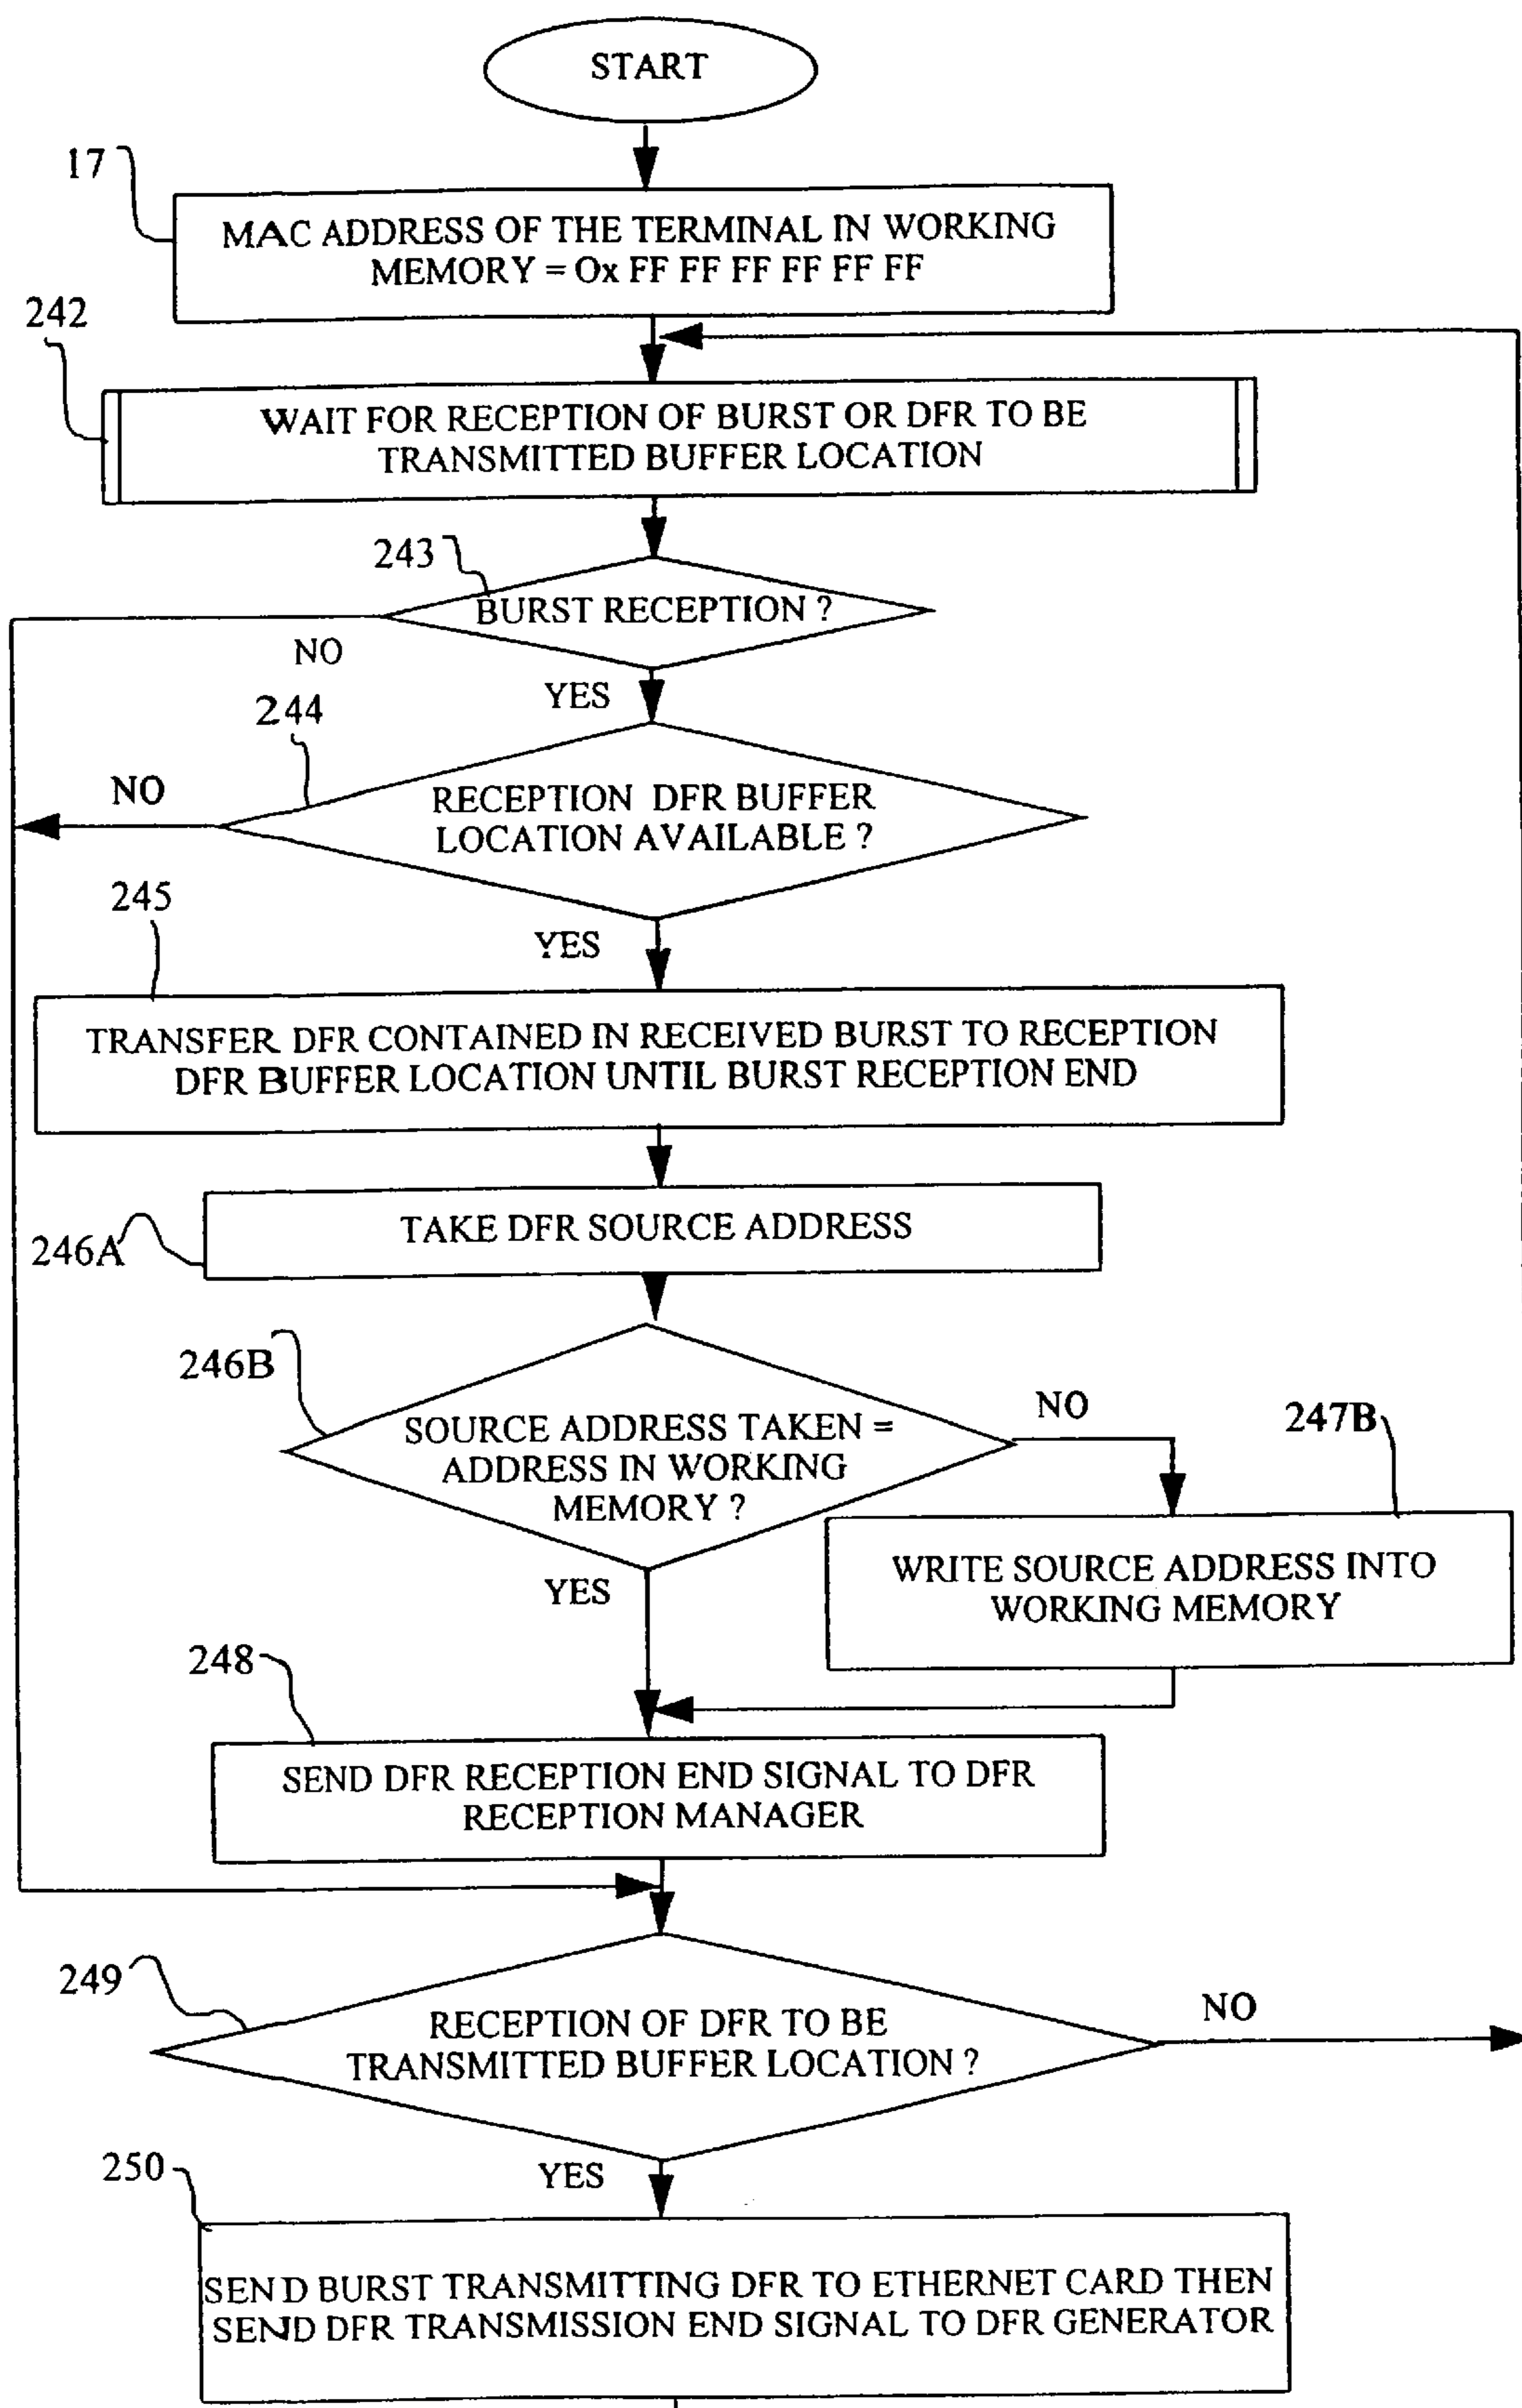 START
17
MAC ADDRESS OF THE TERMINAL IN WORKING
MEMORY = Ox FF FF FF FF FF FF
242
WAIT FOR RECEPTION OF BURST OR DFR TO BE
TRANSMITTED BUFFER LOCATION
243
BURST RECEPTION ?
NO
YES
244
NO
RECEPTION DFR BUFFER
LOCATION AVAILABLE ?
245
YES
TRANSFER DFR CONTAINED IN RECEIVED BURST TO RECEPTION
DFR BUFFER LOCATION UNTIL BURST RECEPTION END
246A
TAKE DFR SOURCE ADDRESS
246B
NO
247B
SOURCE ADDRESS TAKEN =
ADDRESS IN WORKING
MEMORY ?
YES
WRITE SOURCE ADDRESS INTO
WORKING MEMORY
248
SEND DFR RECEPTION END SIGNAL TO DFR
RECEPTION MANAGER
249
RECEPTION OF DFR TO BE
TRANSMITTED BUFFER LOCATION ?
NO
250
YES
SEND BURST TRANSMITTING DFR TO ETHERNET CARD THEN
SEND DFR TRANSMISSION END SIGNAL TO DFR GENERATOR